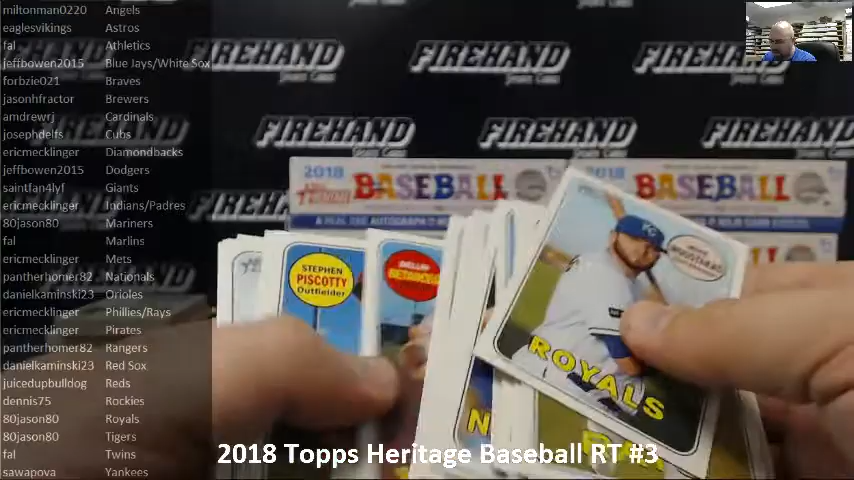 miltonman0220 Angels
eaglesvikings Astros
fal Athletics
jeffbowen2015 Blue Jays/White Sox
forbzie021 Braves
jasonhfractor Brewers
amdrewrj Cardinals
josephdelfs Cubs
ericmecklinger Diamondbacks
jeffbowen2015 Dodgers
saintfan4lyf Giants
ericmecklinger Indians/Padres
80jason80 Mariners
fal Marlins
ericmecklinger Mets
pantherhomer82 Nationals
danielkaminski23 Orioles
ericmecklinger Phillies/Rays
ericmecklinger Pirates
pantherhomer82 Rangers
danielkaminski23 Red Sox
juicedupbulldog Reds
dennis75 Rockies
80jason80 Royals
80jason80 Tigers
fal Twins
sawapova Yankees
FIREHAND FIREHAND FIREHAND
FIREHAND FIREHAND FIREHAND
FIREHAND
2018 BASEBALL
BASEBALL
STEPHEN
PISCOTTY
Outfielder
KC
MOUSTAKAS
ROYALS
N
2018 Topps Heritage Baseball RT #3